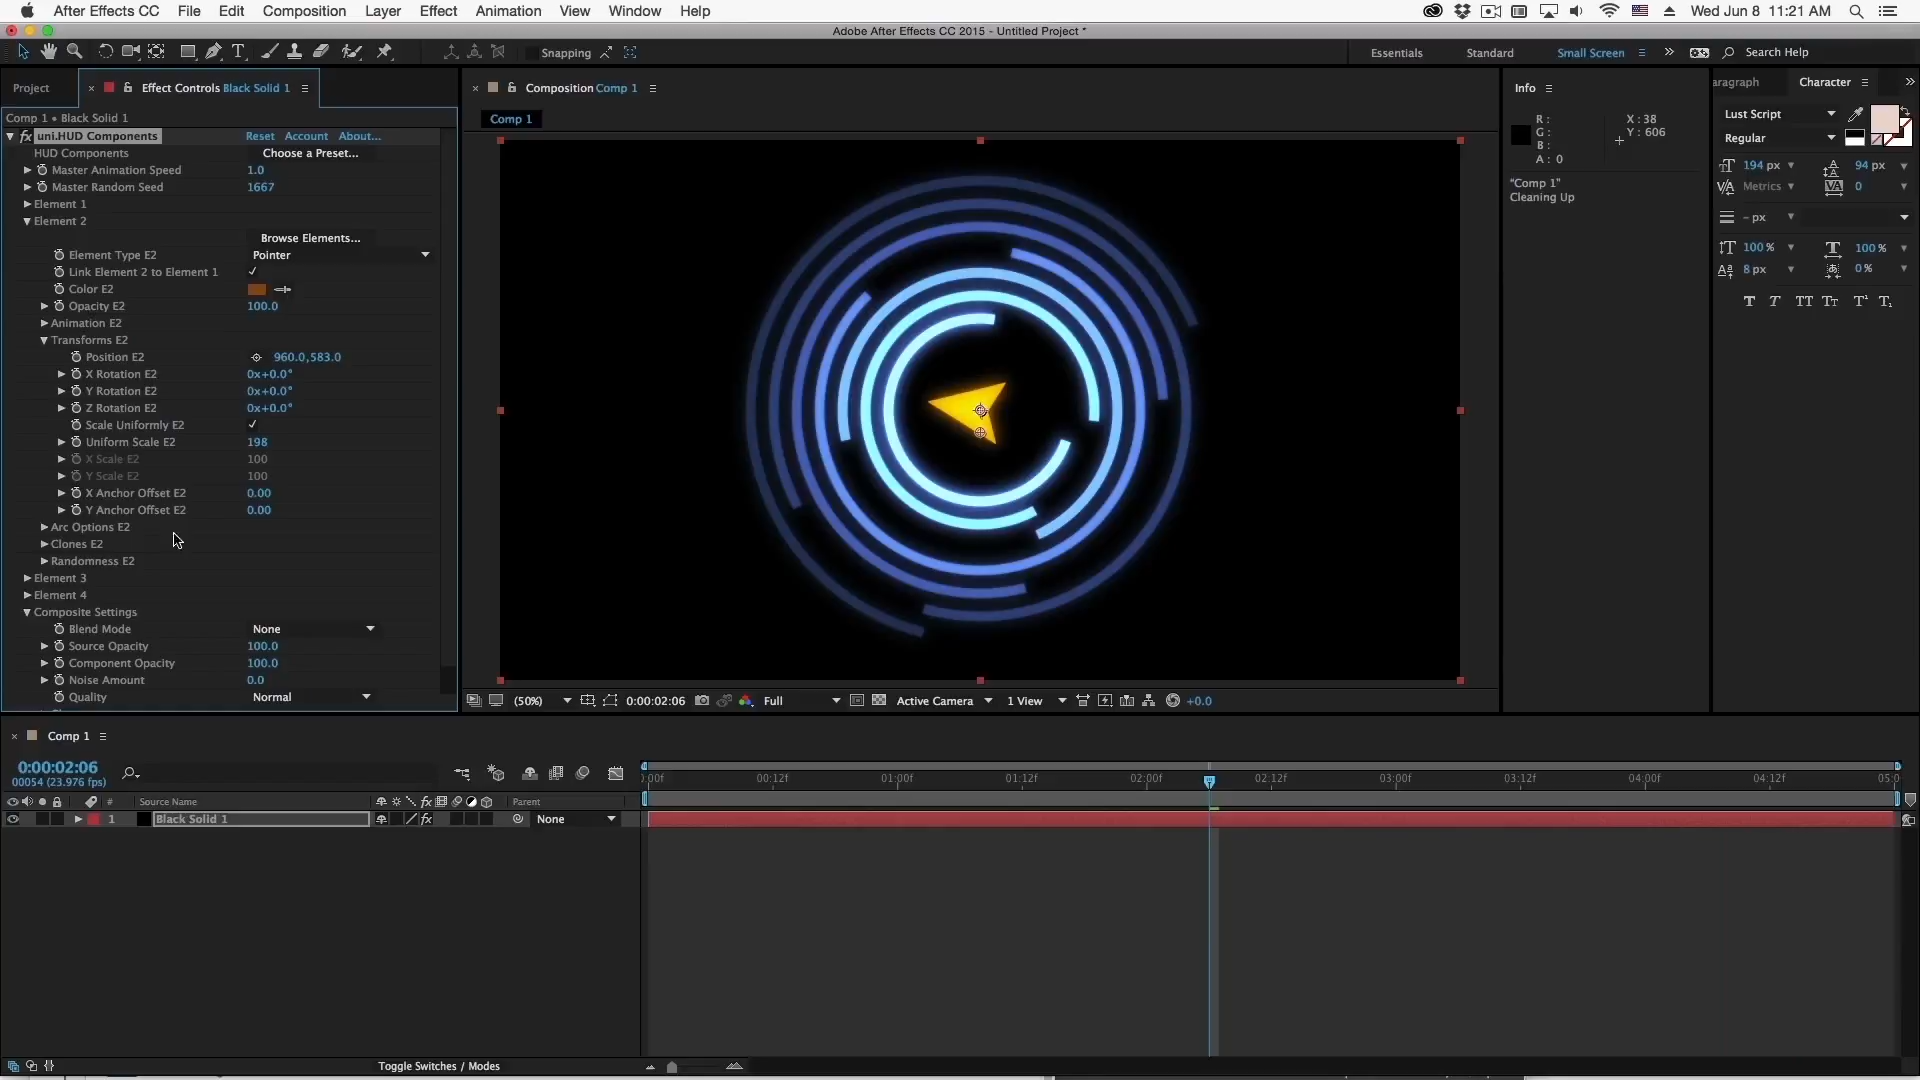 After Effects CC File Edit Composition Layer Effect Animation View Window Help
Wed Jun 8 11:21 AM
Adobe After Effects CC 2015 - Untitled Project *
Snapping
Essentials Standard Small Screen Search Help
Project
Effect Controls Black Solid 1
Comp 1 • Black Solid 1
fx uni.HUD Components Reset Account About...
HUD Components Choose a Preset...
Master Animation Speed 1.0
Master Random Seed 1667
Element 1
Element 2
Browse Elements...
Element Type E2 Pointer
Link Element 2 to Element 1
Color E2
Opacity E2 100.0
Animation E2
Transforms E2
Position E2 960.0,583.0
X Rotation E2 0x+0.0°
Y Rotation E2 0x+0.0°
Z Rotation E2 0x+0.0°
Scale Uniformly E2
Uniform Scale E2 198
X Scale E2 100
Y Scale E2 100
X Anchor Offset E2 0.00
Y Anchor Offset E2 0.00
Arc Options E2
Clones E2
Randomness E2
Element 3
Element 4
Composite Settings
Blend Mode None
Source Opacity 100.0
Component Opacity 100.0
Noise Amount 0.0
Quality Normal
Composition Comp 1
Comp 1
(50%) 0:00:02:06 Full Active Camera 1 View +0.0
Info
R :
G :
B :
A : 0
X : 38
Y : 606
"Comp 1"
Cleaning Up
aragraph Character
Lust Script
Regular
194 px 94 px
Metrics 0
- px
100 % 100 %
8 px 0 %
T T TT Tt T¹ T₁
Comp 1
0:00:02:06
00054 (23.976 fps)
):00f 00:12f 01:00f 01:12f 02:00f 02:12f 03:00f 03:12f 04:00f 04:12f 05:0
# Source Name fx Parent
1 Black Solid 1 fx None
Toggle Switches / Modes